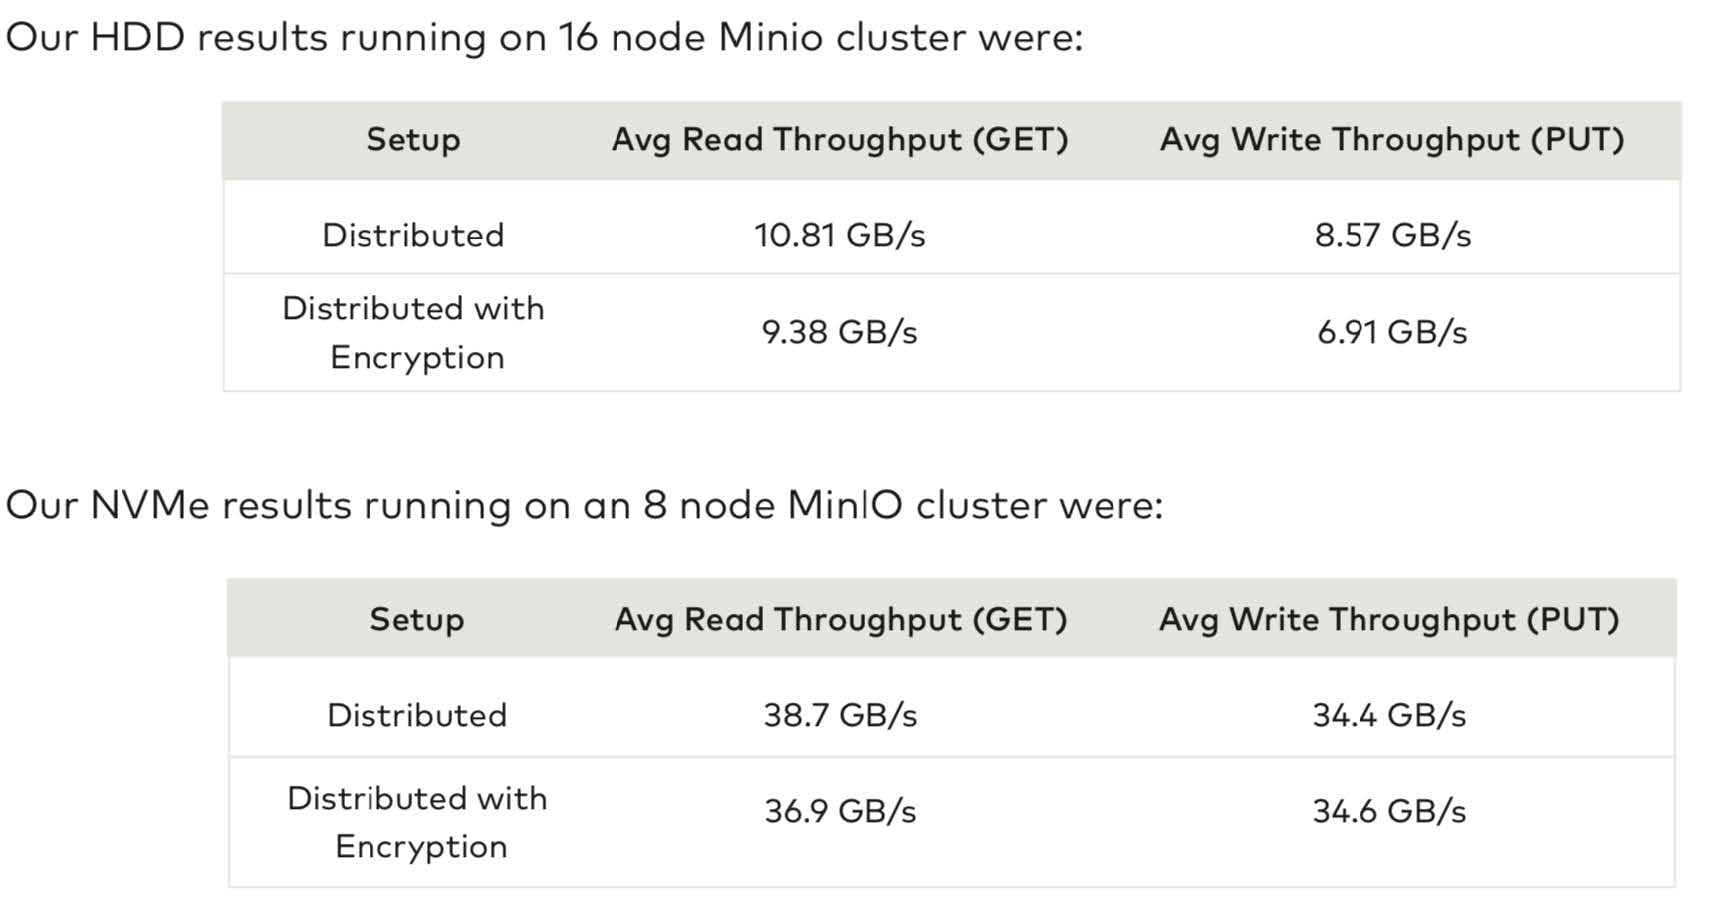 Our HDD results running on 16 node Minio cluster were:
Setup Avg Read Throughput (GET) Avg Write Throughput (PUT)
Distributed 10.81 GB/s 8.57 GB/s
Distributed with
Encryption 9.38 GB/s 6.91 GB/s
Our NVMe results running on an 8 node MinIO cluster were:
Setup Avg Read Throughput (GET) Avg Write Throughput (PUT)
Distributed 38.7 GB/s 34.4 GB/s
Distributed with
Encryption 36.9 GB/s 34.6 GB/s